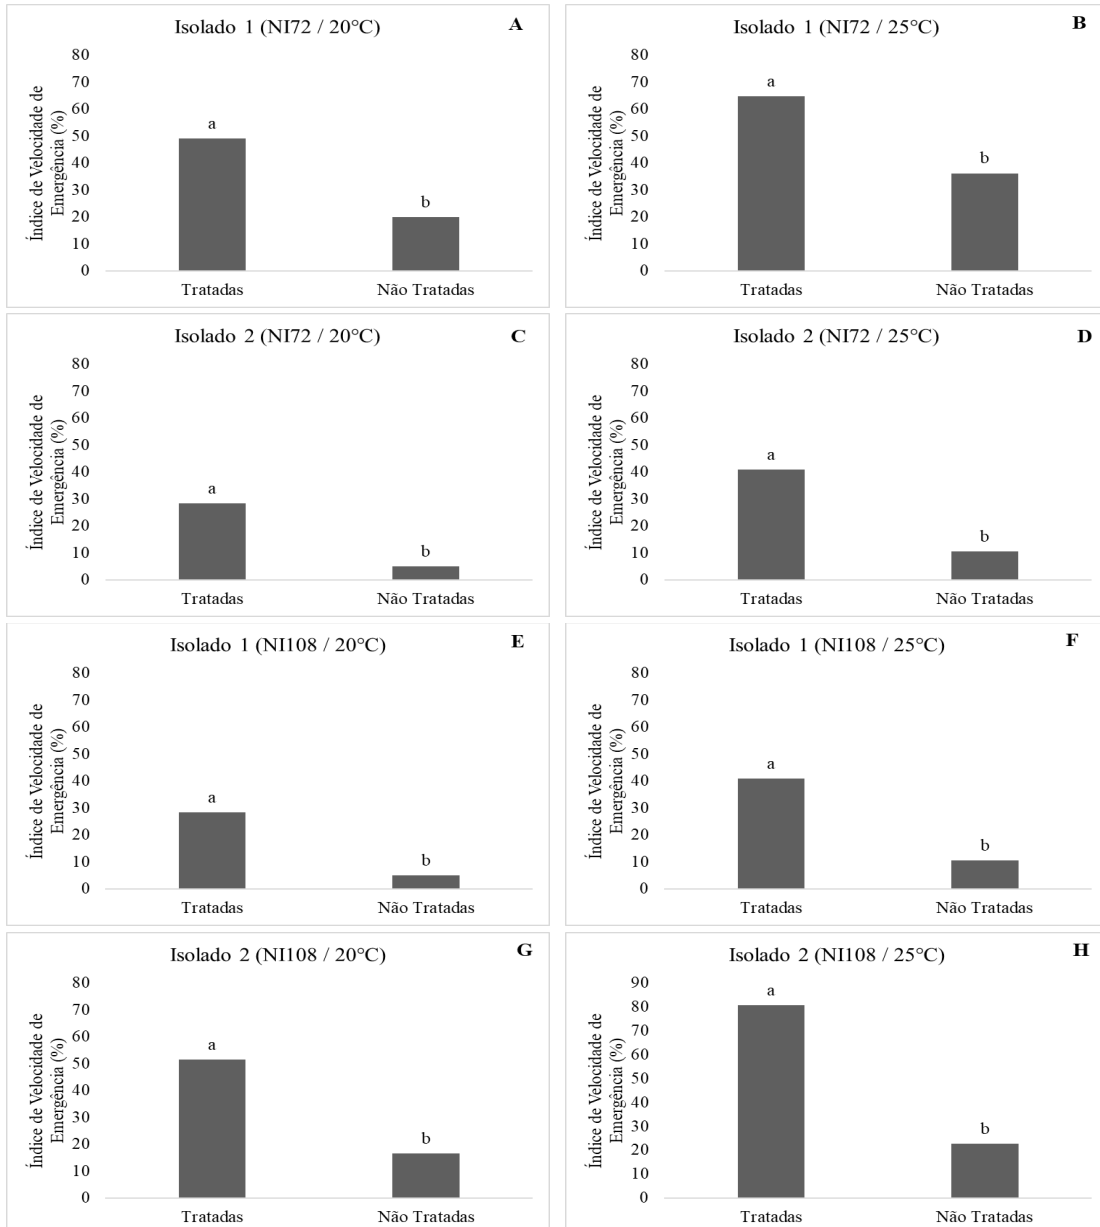 Isolado 1 (NI72 / 20°C)
A
Índice de Velocidade de
Emergência (%)
80
70
60
50
40
30
20
10
0
a
b
Tratadas
Não Tratadas
Isolado 1 (NI72 / 25°C)
B
Índice de Velocidade de
Emergência (%)
80
70
60
50
40
30
20
10
0
a
b
Tratadas
Não Tratadas
Isolado 2 (NI72 / 20°C)
C
Índice de Velocidade de
Emergência (%)
80
70
60
50
40
30
20
10
0
a
b
Tratadas
Não Tratadas
Isolado 2 (NI72 / 25°C)
D
Índice de Velocidade de
Emergência (%)
80
70
60
50
40
30
20
10
0
a
b
Tratadas
Não Tratadas
Isolado 1 (NI108 / 20°C)
E
Índice de Velocidade de
Emergência (%)
80
70
60
50
40
30
20
10
0
a
b
Tratadas
Não Tratadas
Isolado 1 (NI108 / 25°C)
F
Índice de Velocidade de
Emergência (%)
80
70
60
50
40
30
20
10
0
a
b
Tratadas
Não Tratadas
Isolado 2 (NI108 / 20°C)
G
Índice de Velocidade de
Emergência (%)
80
70
60
50
40
30
20
10
0
a
b
Tratadas
Não Tratadas
Isolado 2 (NI108 / 25°C)
H
Índice de Velocidade de
Emergência (%)
90
80
70
60
50
40
30
20
10
0
a
b
Tratadas
Não Tratadas